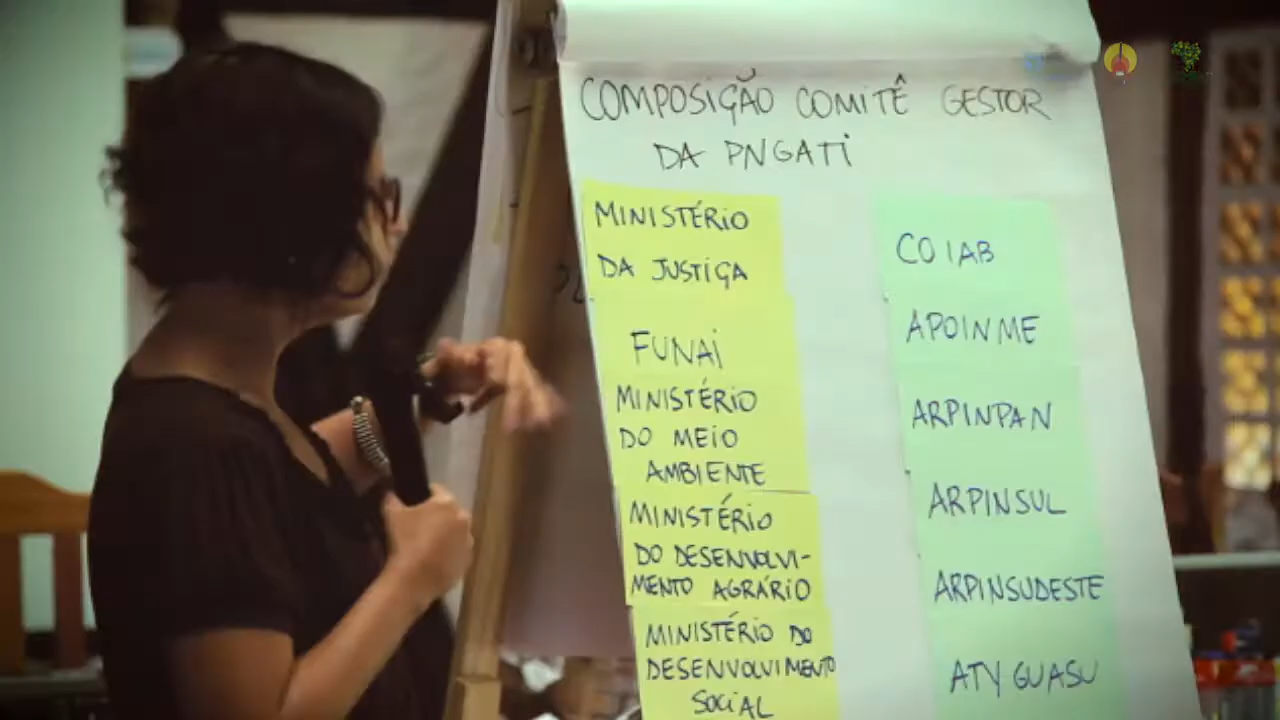 COMPOSIÇÃO COMITÊ GESTOR
DA PNGATI
MINISTÉRIO
DA JUSTIÇA
FUNAI
MINISTÉRIO
DO MEIO
AMBIENTE
MINISTÉRIO
DO DESENVOLVI-
MENTO AGRÁRIO
MINISTÉRIO DO
DESENVOLVIMENTO
SOCIAL
COIAB
APOINME
ARPINPAN
ARPINSUL
ARPINSUDESTE
ATY GUASU